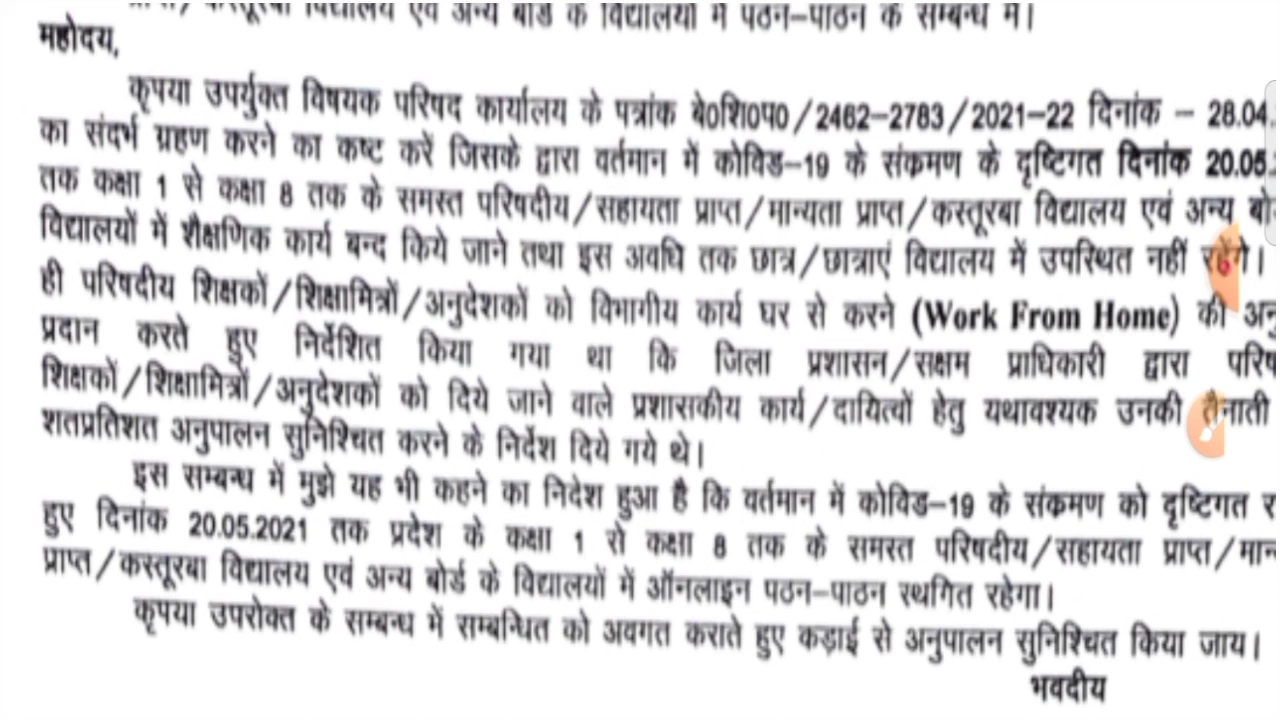 प्राप्त/कस्तूरबा विद्यालय एवं अन्य बोर्ड के विद्यालयों में पठन-पाठन के सम्बन्ध में।
महोदय,
कृपया उपर्युक्त विषयक परिषद कार्यालय के पत्रांक बे०शि०प०/2462-2783/2021-22 दिनांक - 28.04.
का संदर्भ ग्रहण करने का कष्ट करें जिसके द्वारा वर्तमान में कोविड-19 के संक्रमण के दृष्टिगत दिनांक 20.05.
तक कक्षा 1 से कक्षा 8 तक के समस्त परिषदीय/सहायता प्राप्त/मान्यता प्राप्त/कस्तूरबा विद्यालय एवं अन्य बो
विद्यालयों में शैक्षणिक कार्य बन्द किये जाने तथा इस अवधि तक छात्र/छात्राएं विद्यालय में उपस्थित नहीं रहेंगे।
ही परिषदीय शिक्षकों/शिक्षामित्रों/अनुदेशकों को विभागीय कार्य घर से करने (Work From Home) की अनु
प्रदान करते हुए निर्देशित किया गया था कि जिला प्रशासन/सक्षम प्राधिकारी द्वारा परिष
शिक्षकों/शिक्षामित्रों/अनुदेशकों को दिये जाने वाले प्रशासकीय कार्य/दायित्वों हेतु यथावश्यक उनकी तैनाती
शतप्रतिशत अनुपालन सुनिश्चित करने के निर्देश दिये गये थे।
इस सम्बन्ध में मुझे यह भी कहने का निदेश हुआ है कि वर्तमान में कोविड-19 के संक्रमण को दृष्टिगत र
हुए दिनांक 20.05.2021 तक प्रदेश के कक्षा 1 से कक्षा 8 तक के समस्त परिषदीय/सहायता प्राप्त/मान
प्राप्त/कस्तूरबा विद्यालय एवं अन्य बोर्ड के विद्यालयों में ऑनलाइन पठन-पाठन स्थगित रहेगा।
कृपया उपरोक्त के सम्बन्ध में सम्बन्धित को अवगत कराते हुए कड़ाई से अनुपालन सुनिश्चित किया जाय।
भवदीय